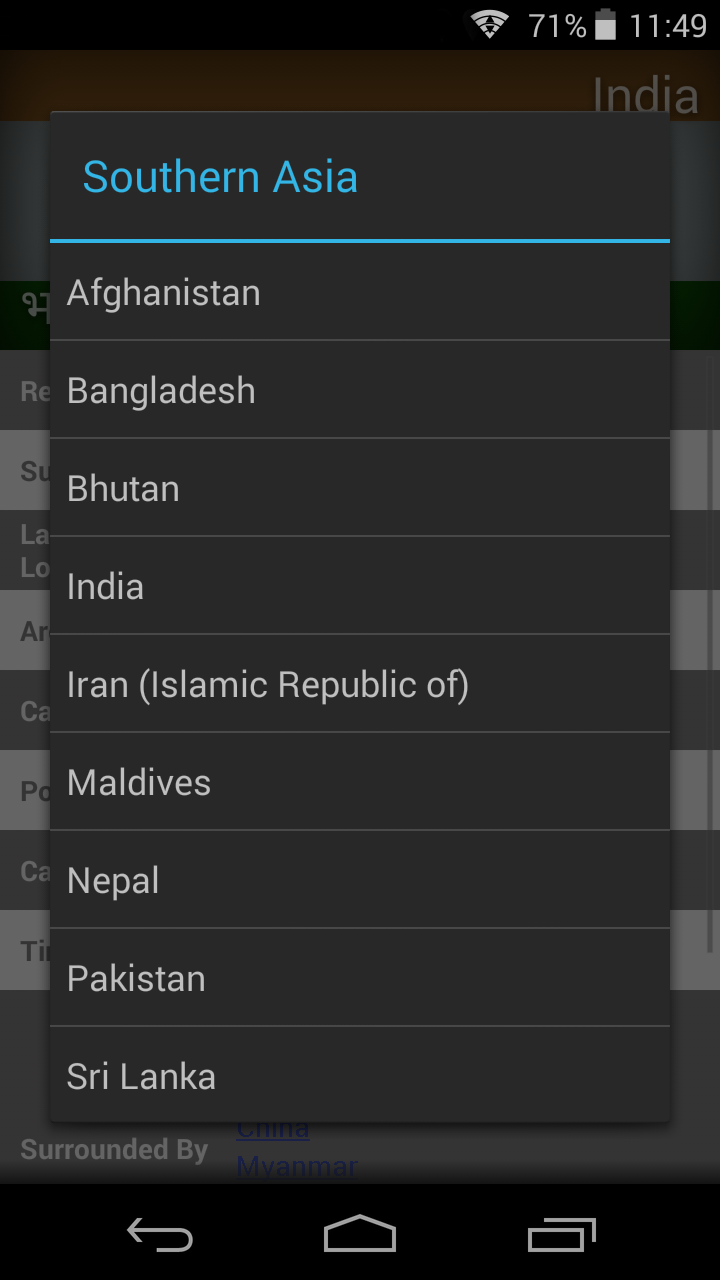 71% 11:49
India
Southern Asia
Afghanistan
Bangladesh
Bhutan
India
Iran (Islamic Republic of)
Maldives
Nepal
Pakistan
Sri Lanka
China
Surrounded By
Myanmar